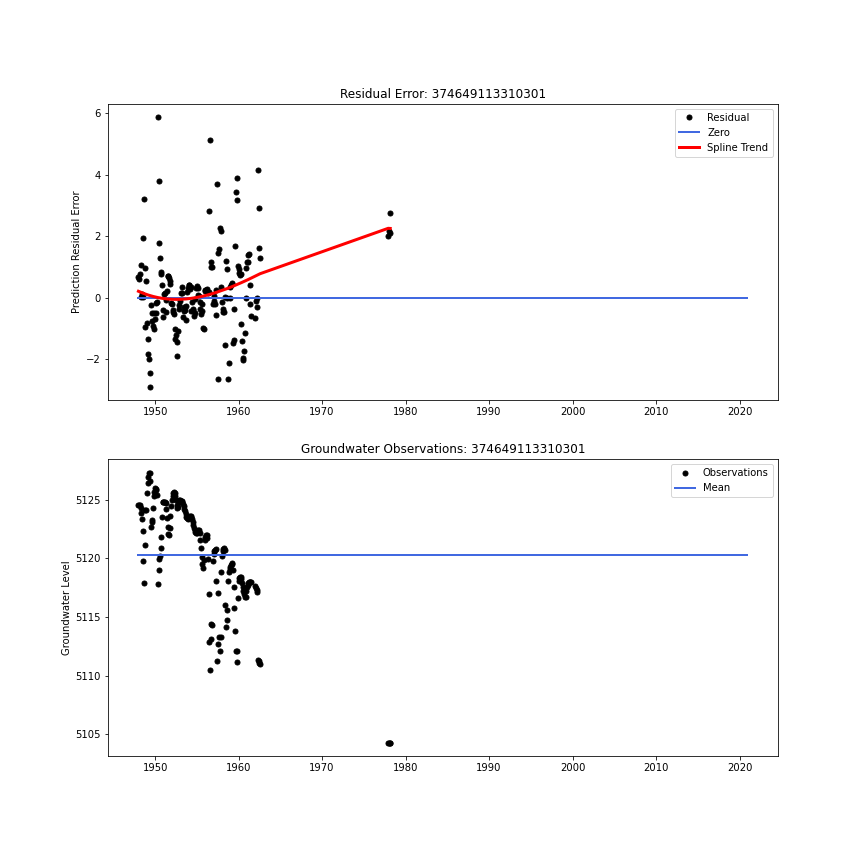 Residual Error: 374649113310301
Prediction Residual Error
6
4
2
0
−2
Residual
Zero
Spline Trend
1950 1960 1970 1980 1990 2000 2010 2020
Groundwater Observations: 374649113310301
Groundwater Level
5125
5120
5115
5110
5105
Observations
Mean
1950 1960 1970 1980 1990 2000 2010 2020